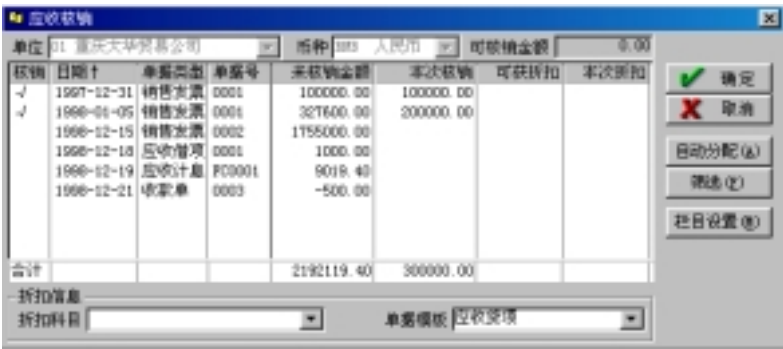 应收核销
单位 01 重庆大华贸易公司 币种 人民币 可核销金额 0.00
核销 日期↑ 单据类型 单据号 未核销金额 本次核销 可获折扣 本次折扣
√ 1997-12-31 销售发票 0001 100000.00 100000.00
√ 1998-01-05 销售发票 0001 327600.00 200000.00
1998-12-15 销售发票 0002 1755000.00
1998-12-18 应收借项 0001 1000.00
1998-12-19 应收计息 FC0001 9019.40
1998-12-21 收款单 0003 -500.00
合计 2192119.40 300000.00
确定
取消
自动分配(A)
筛选(F)
栏目设置
折扣信息
折扣科目 单据模板 应收贷项